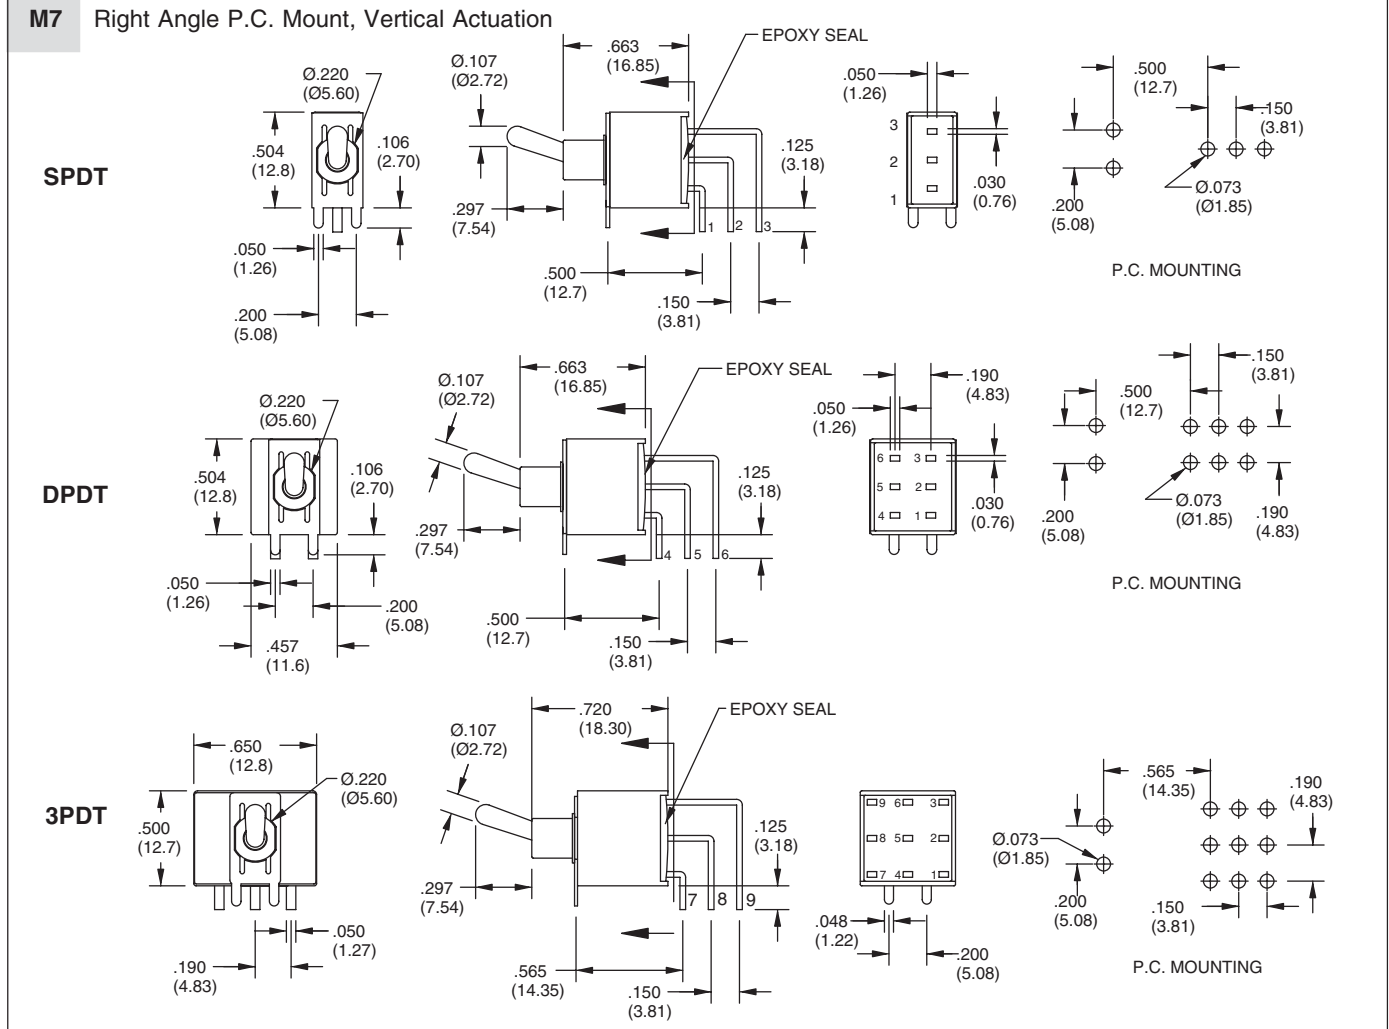 M7 Right Angle P.C. Mount, Vertical Actuation
SPDT
Ø.220
(Ø5.60)
.504
(12.8)
.106
(2.70)
.050
(1.26)
.200
(5.08)
Ø.107
(Ø2.72)
.663
(16.85)
EPOXY SEAL
.125
(3.18)
.297
(7.54)
1 2 3
.500
(12.7)
.150
(3.81)
.050
(1.26)
3
2
1
.030
(0.76)
.500
(12.7)
.150
(3.81)
.200
(5.08)
Ø.073
(Ø1.85)
P.C. MOUNTING
DPDT
Ø.220
(Ø5.60)
.504
(12.8)
.106
(2.70)
.050
(1.26)
.200
(5.08)
.457
(11.6)
Ø.107
(Ø2.72)
.663
(16.85)
EPOXY SEAL
.125
(3.18)
.297
(7.54)
4 5 6
.500
(12.7)
.150
(3.81)
.190
(4.83)
.050
(1.26)
6 3
5 2
4 1
.030
(0.76)
.150
(3.81)
.500
(12.7)
.200
(5.08)
Ø.073
(Ø1.85)
.190
(4.83)
P.C. MOUNTING
3PDT
.650
(12.8)
Ø.220
(Ø5.60)
.500
(12.7)
.050
(1.27)
.190
(4.83)
Ø.107
(Ø2.72)
.720
(18.30)
EPOXY SEAL
.125
(3.18)
.297
(7.54)
7 8 9
.565
(14.35)
.150
(3.81)
9 6 3
8 5 2
7 4 1
.048
(1.22)
.200
(5.08)
.565
(14.35)
.190
(4.83)
Ø.073
(Ø1.85)
.200
(5.08)
.150
(3.81)
P.C. MOUNTING